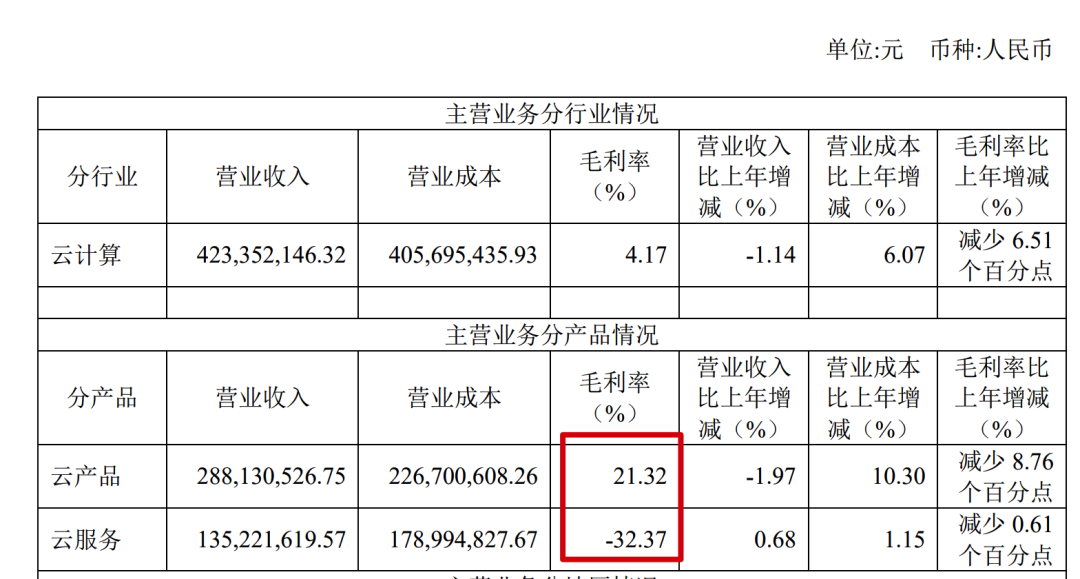 单位:元 币种:人民币
主营业务分行业情况
分行业 营业收入 营业成本 毛利率（%） 营业收入比上年增减（%） 营业成本比上年增减（%） 毛利率比上年增减（%）
云计算 423,352,146.32 405,695,435.93 4.17 -1.14 6.07 减少 6.51 个百分点
主营业务分产品情况
分产品 营业收入 营业成本 毛利率（%） 营业收入比上年增减（%） 营业成本比上年增减（%） 毛利率比上年增减（%）
云产品 288,130,526.75 226,700,608.26 21.32 -1.97 10.30 减少 8.76 个百分点
云服务 135,221,619.57 178,994,827.67 -32.37 0.68 1.15 减少 0.61 个百分点